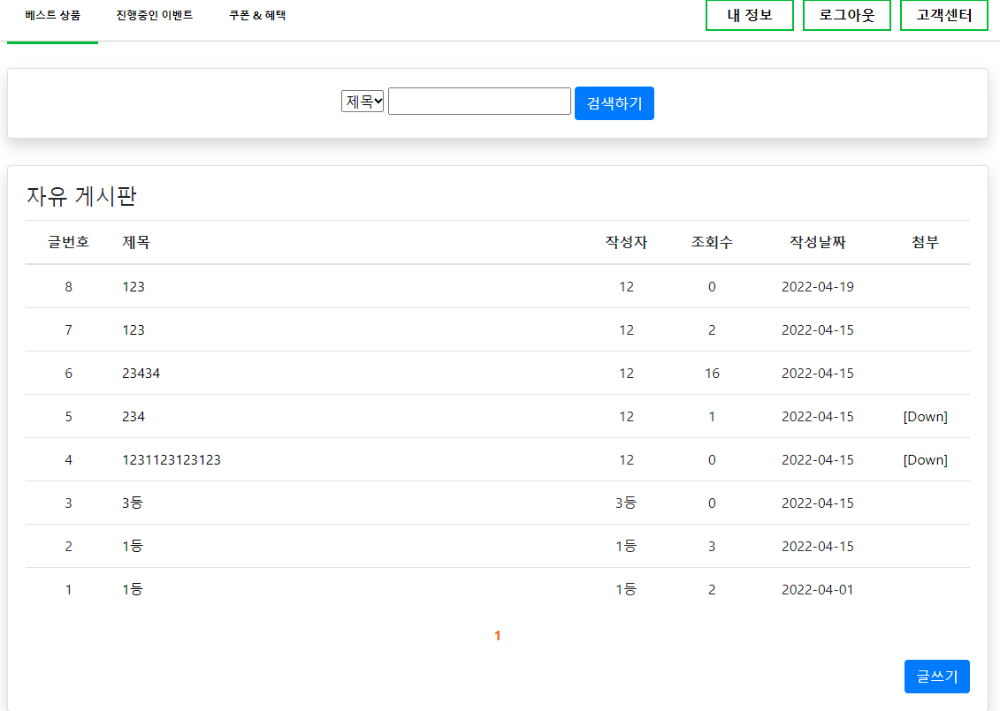 베스트 상품 진행중인 이벤트 쿠폰 & 혜택 내 정보 로그아웃 고객센터
제목 검색하기
자유 게시판
글번호 제목 작성자 조회수 작성날짜 첨부
8 123 12 0 2022-04-19
7 123 12 2 2022-04-15
6 23434 12 16 2022-04-15
5 234 12 1 2022-04-15 [Down]
4 1231123123123 12 0 2022-04-15 [Down]
3 3등 3등 0 2022-04-15
2 1등 1등 3 2022-04-15
1 1등 1등 2 2022-04-01
1
글쓰기